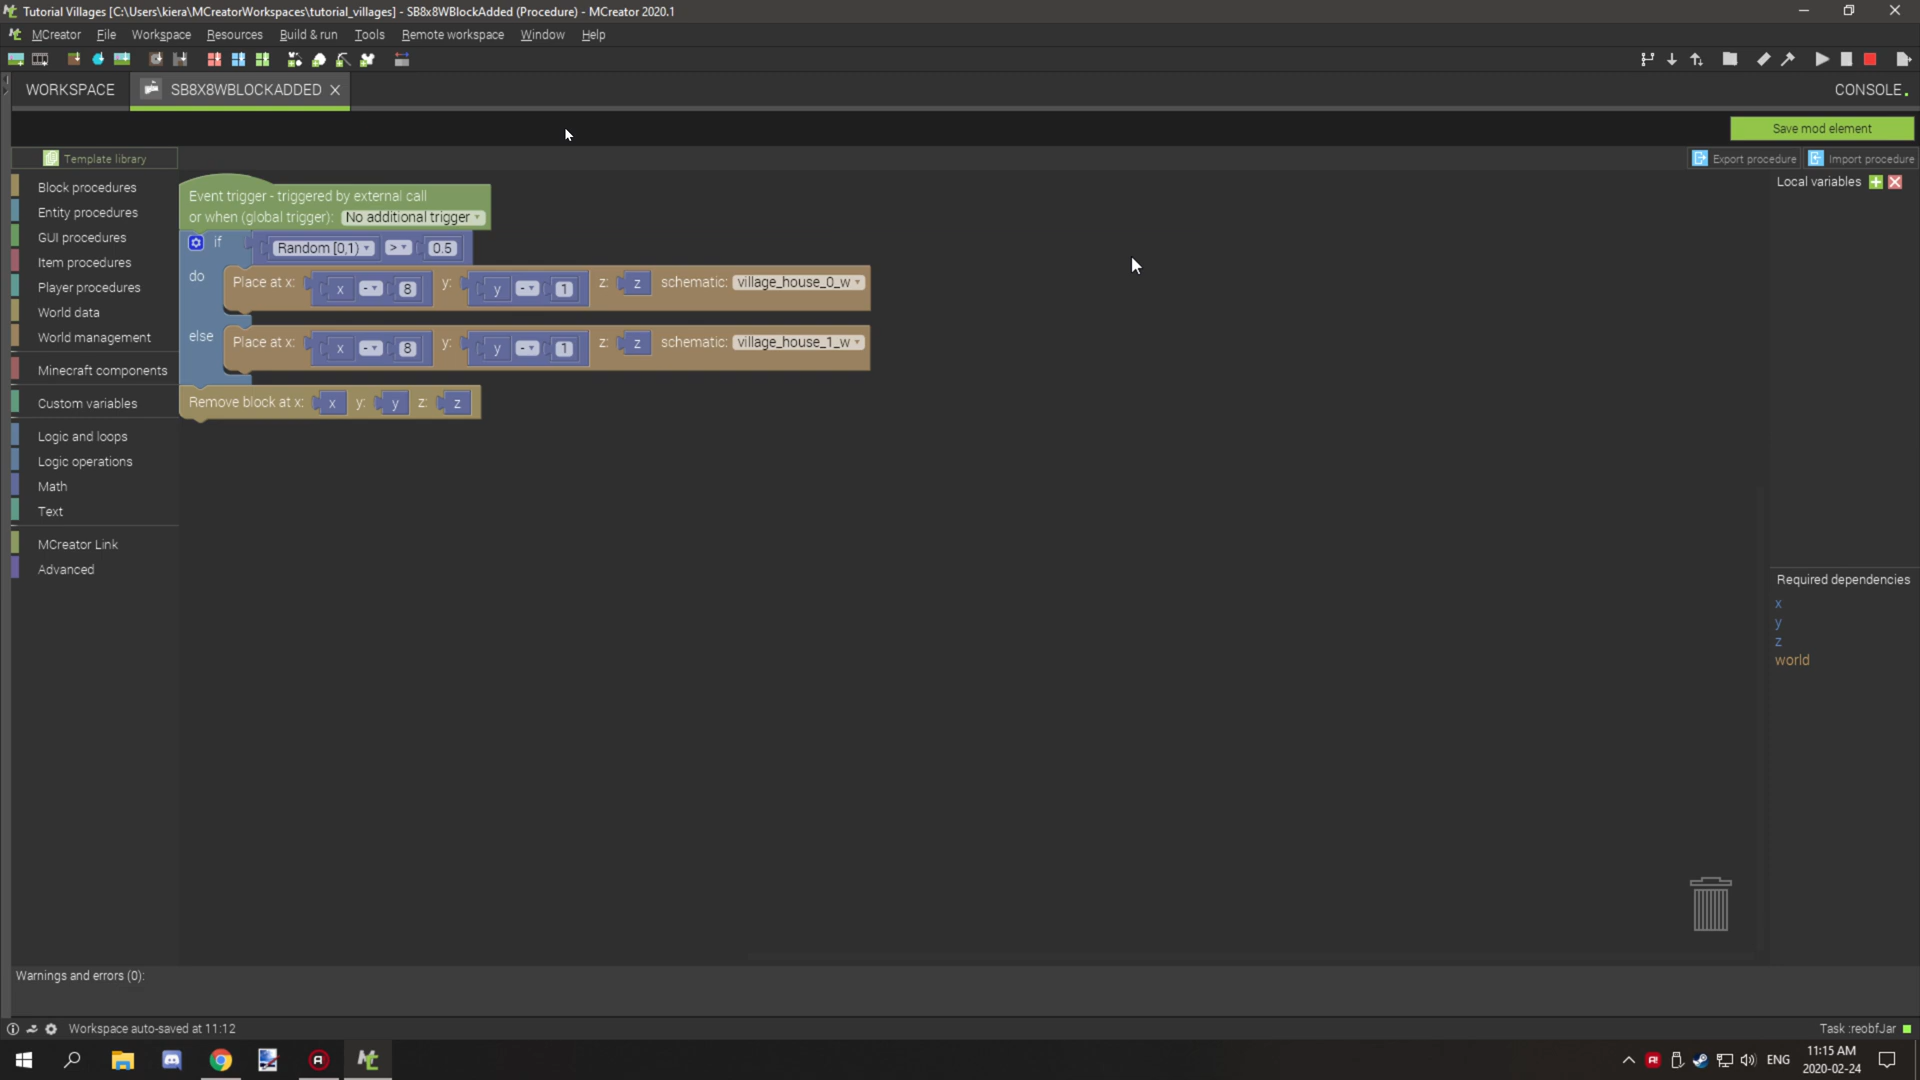 Tutorial Villages [C:\Users\kiera\MCreatorWorkspaces\tutorial_villages] - SB8x8WBlockAdded (Procedure) - MCreator 2020.1
MCreator File Workspace Resources Build & run Tools Remote workspace Window Help
WORKSPACE SB8X8WBLOCKADDED CONSOLE.
Save mod element
Template library Export procedure Import procedure
Block procedures
Entity procedures
GUI procedures
Item procedures
Player procedures
World data
World management
Minecraft components
Custom variables
Logic and loops
Logic operations
Math
Text
MCreator Link
Advanced
Event trigger - triggered by external call
or when (global trigger): No additional trigger
if Random [0,1) > 0.5
do Place at x: x - 8 y: y - 1 z: z schematic: village_house_0_w
else Place at x: x - 8 y: y - 1 z: z schematic: village_house_1_w
Remove block at x: x y: y z: z
Local variables
Required dependencies
x
y
z
world
Warnings and errors (0):
Workspace auto-saved at 11:12 Task :reobfJar
ENG 11:15 AM
2020-02-24